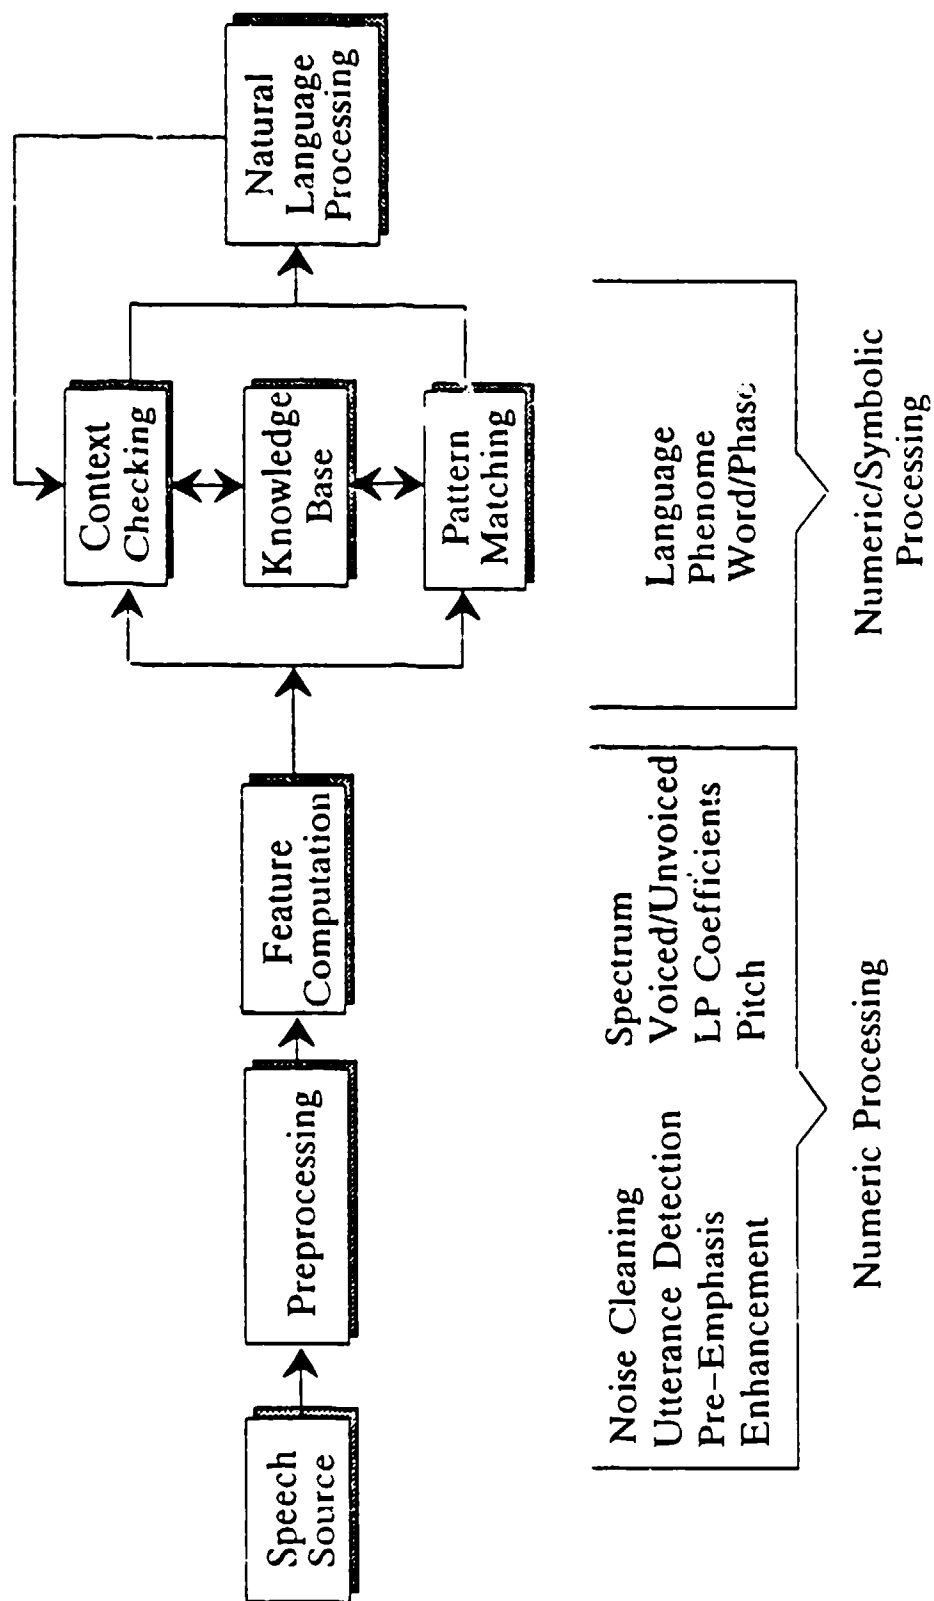 Speech
Source
Preprocessing
Feature
Computation
Context
Checking
Knowledge
Base
Pattern
Matching
Natural
Language
Processing
Noise Cleaning
Utterance Detection
Pre-Emphasis
Enhancement
Spectrum
Voiced/Unvoiced
LP Coefficients
Pitch
Language
Phenome
Word/Phase
Numeric Processing
Numeric/Symbolic
Processing